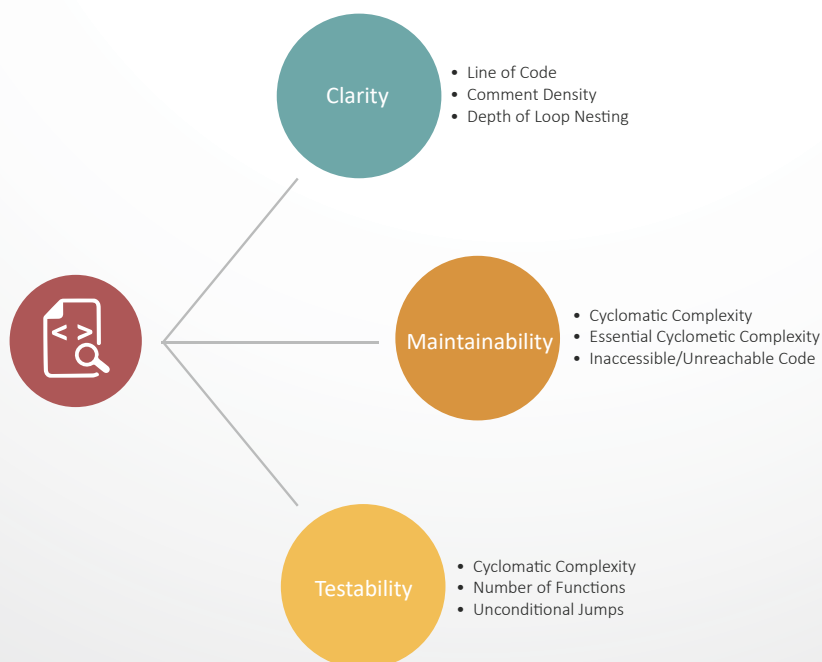 Clarity
• Line of Code
• Comment Density
• Depth of Loop Nesting
< >
Maintainability
• Cyclomatic Complexity
• Essential Cyclometic Complexity
• Inaccessible/Unreachable Code
Testability
• Cyclomatic Complexity
• Number of Functions
• Unconditional Jumps